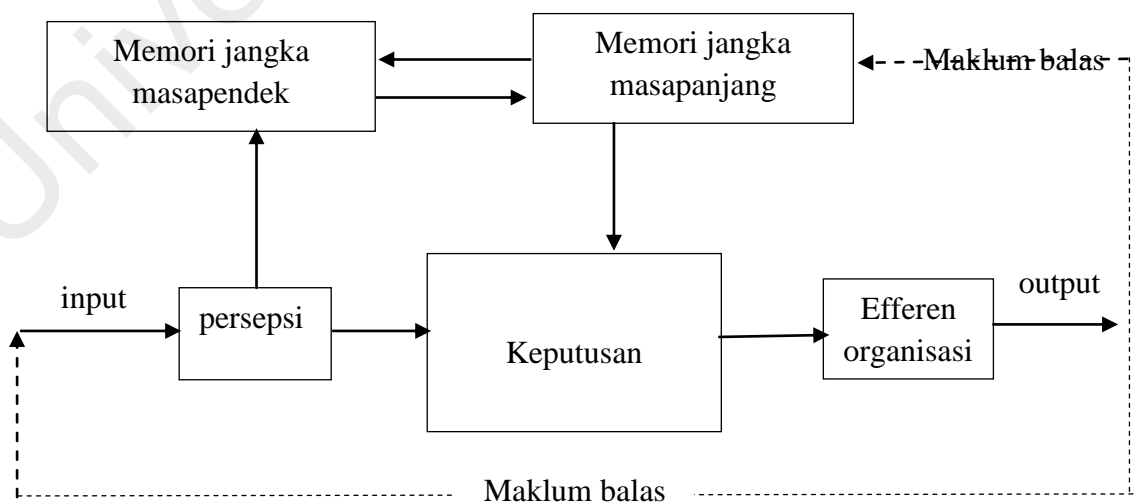 Memori jangka
masapendek
Memori jangka
masapanjang
Maklum balas
input
persepsi
Keputusan
Efferen
organisasi
output
Maklum balas